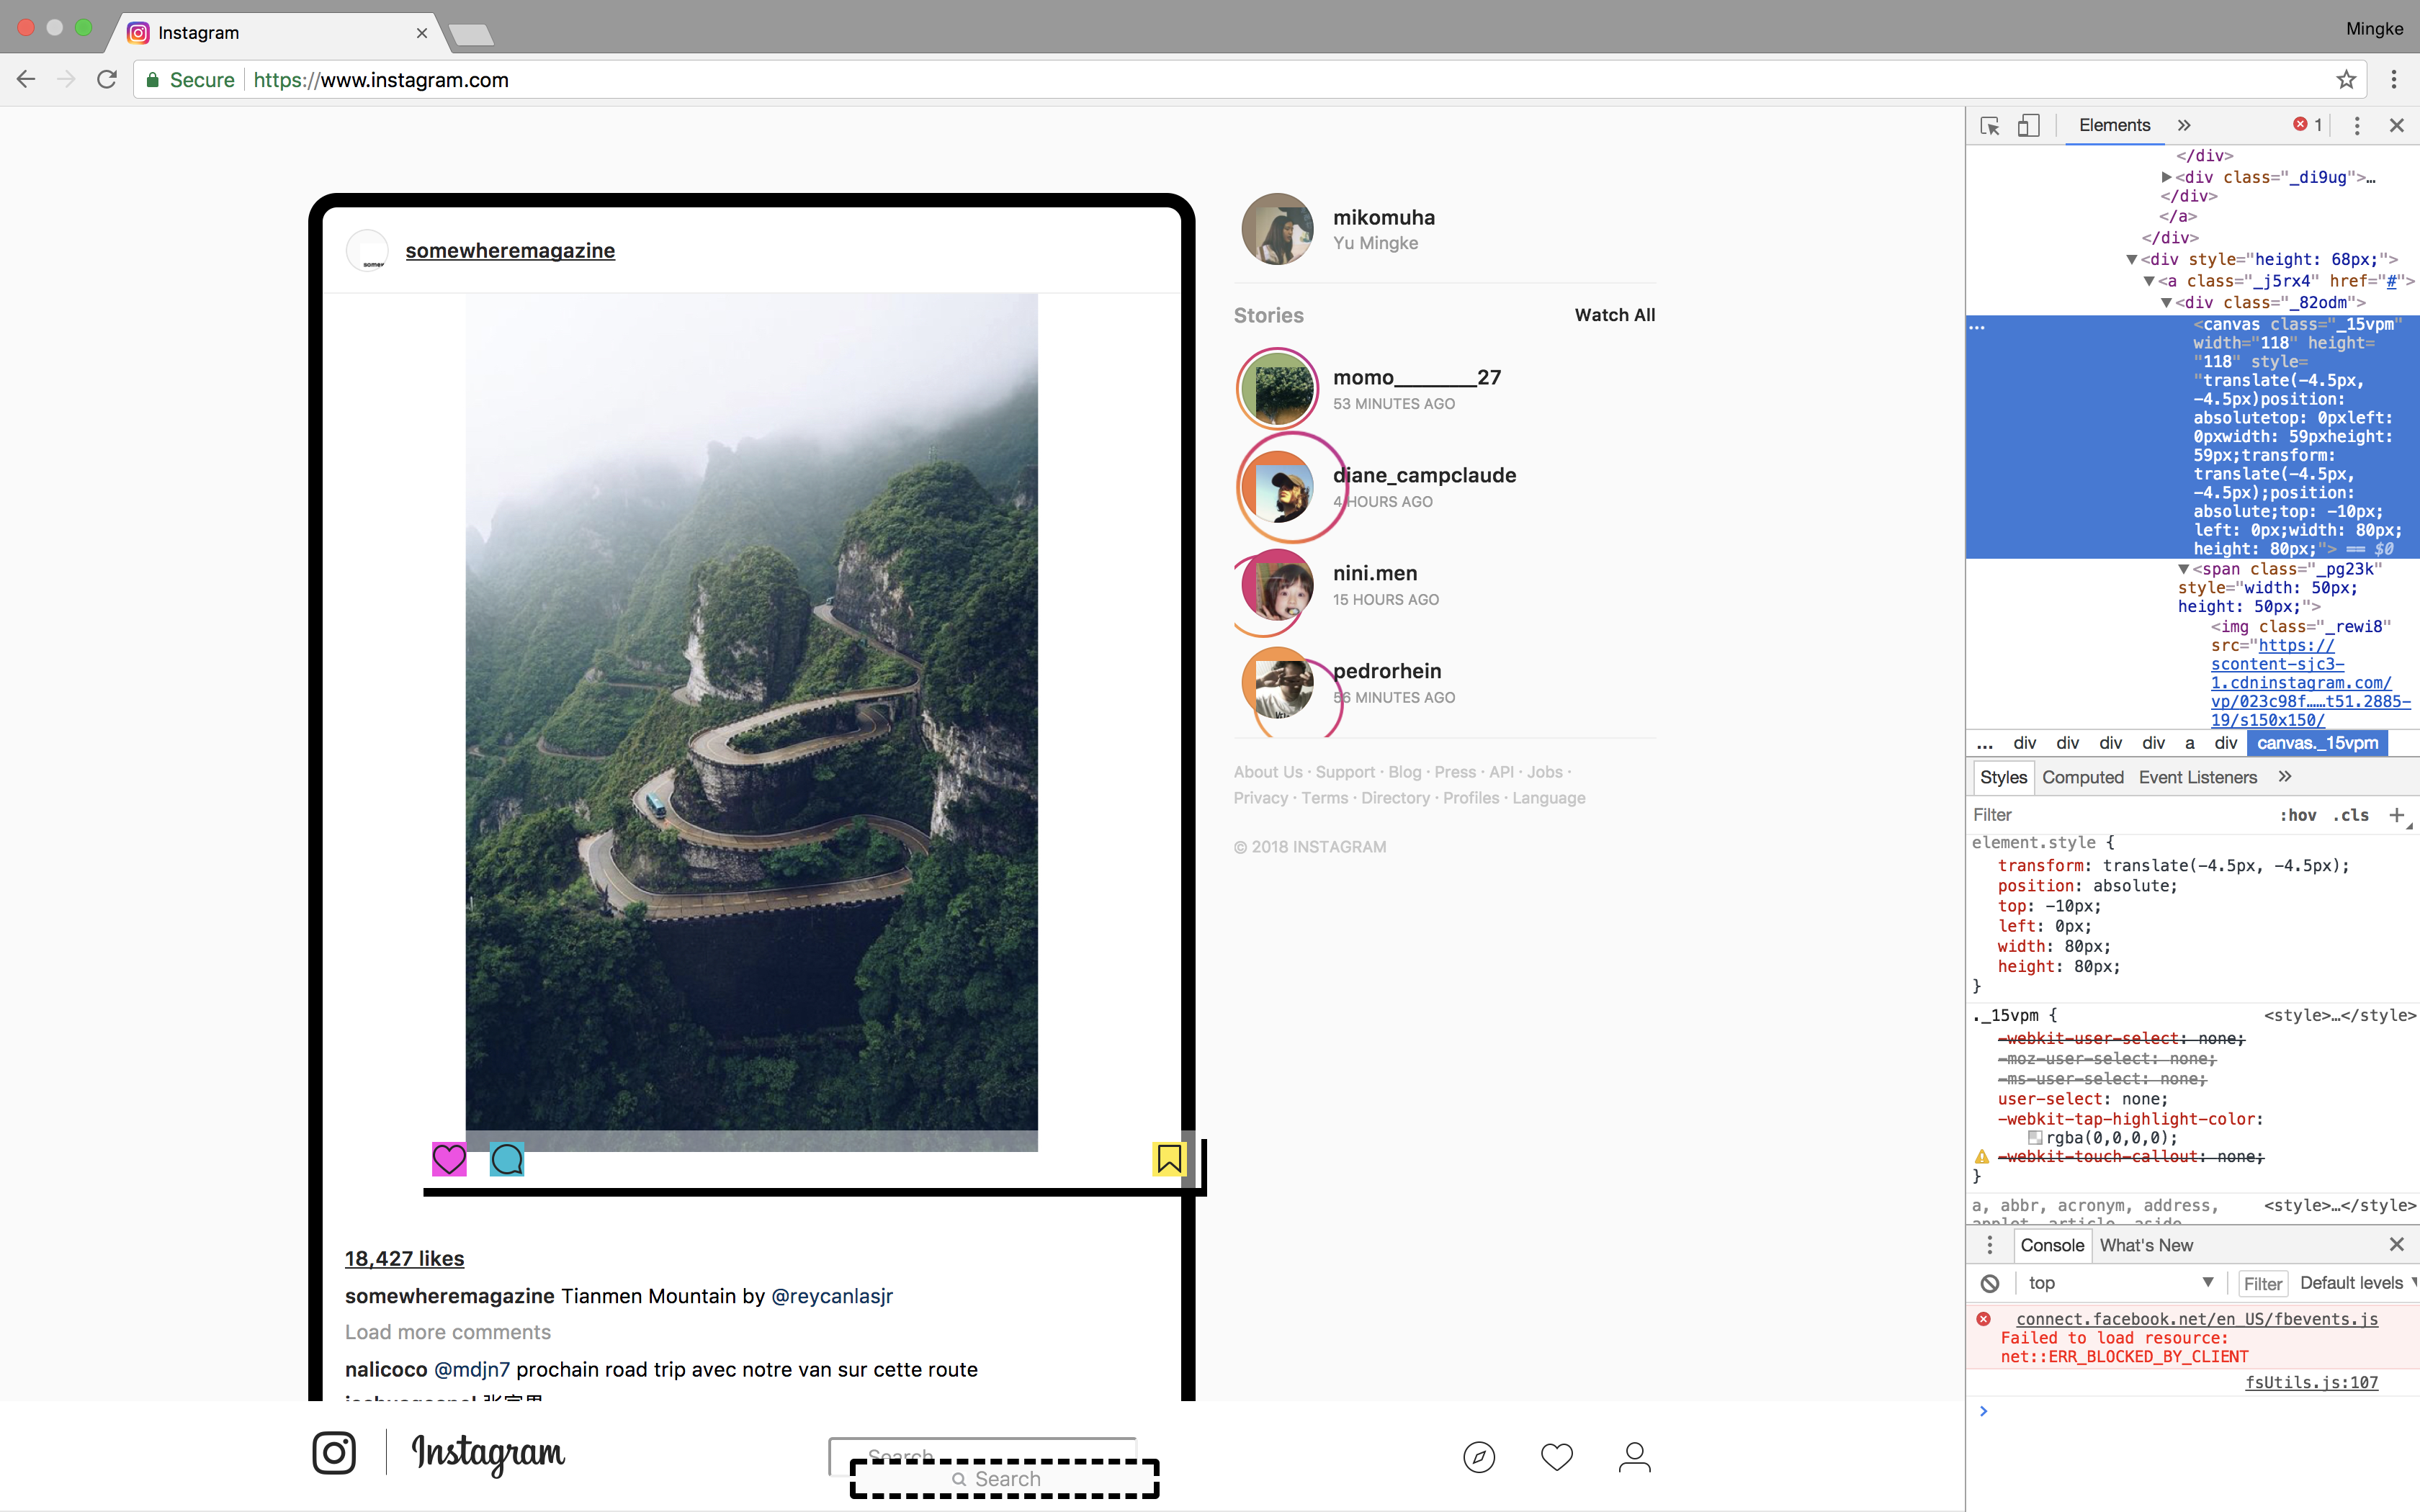 Instagram
Mingke
Secure https://www.instagram.com
somewheremagazine
18,427 likes
somewheremagazine Tianmen Mountain by @reycanlasjr
Load more comments
nalicoco @mdjn7 prochain road trip avec notre van sur cette route
Instagram
Search
Search
mikomuha
Yu Mingke
Stories Watch All
momo________27
53 MINUTES AGO
diane_campclaude
4 HOURS AGO
nini.men
15 HOURS AGO
pedrorhein
56 MINUTES AGO
About Us · Support · Blog · Press · API · Jobs ·
Privacy · Terms · Directory · Profiles · Language
© 2018 INSTAGRAM
Elements » 1
</div>
<div class="_di9ug">…
</div>
</a>
</div>
<div style="height: 68px;">
<a class="_j5rx4" href="#">
<div class="_82odm">
… <canvas class="_15vpm"
width="118" height=
"118" style=
"translate(-4.5px,
-4.5px)position:
absolutetop: 0pxleft:
0pxwidth: 59pxheight:
59px;transform:
translate(-4.5px,
-4.5px);position:
absolute;top: -10px;
left: 0px;width: 80px;
height: 80px;"> == $0
<span class="_pg23k"
style="width: 50px;
height: 50px;">
<img class="_rewi8"
src="https://
scontent-sjc3-
1.cdninstagram.com/
vp/023c98f……t51.2885-
19/s150x150/
… div div div div a div canvas._15vpm
Styles Computed Event Listeners »
Filter :hov .cls +
element.style {
transform: translate(-4.5px, -4.5px);
position: absolute;
top: -10px;
left: 0px;
width: 80px;
height: 80px;
}
._15vpm { <style>…</style>
-webkit-user-select: none;
-moz-user-select: none;
-ms-user-select: none;
user-select: none;
-webkit-tap-highlight-color:
rgba(0,0,0,0);
-webkit-touch-callout: none;
}
a, abbr, acronym, address, <style>…</style>
applet, article, aside,
Console What's New
top Filter Default levels
connect.facebook.net/en_US/fbevents.js
Failed to load resource:
net::ERR_BLOCKED_BY_CLIENT
fsUtils.js:107